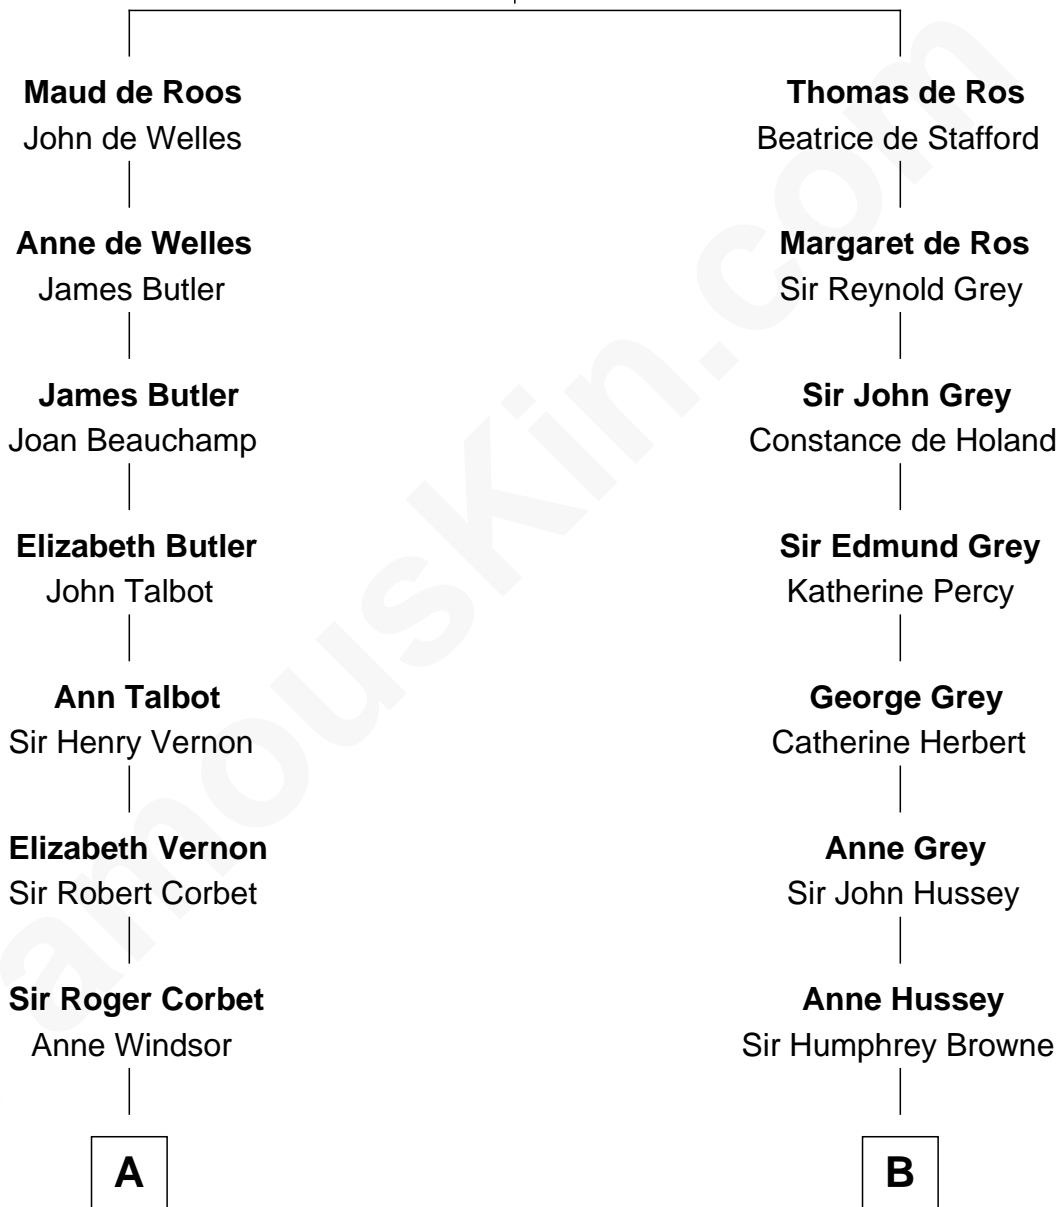 Maud de Roos
John de Welles
Thomas de Ros
Beatrice de Stafford
Anne de Welles
James Butler
Margaret de Ros
Sir Reynold Grey
James Butler
Joan Beauchamp
Sir John Grey
Constance de Holand
Elizabeth Butler
John Talbot
Sir Edmund Grey
Katherine Percy
Ann Talbot
Sir Henry Vernon
George Grey
Catherine Herbert
Elizabeth Vernon
Sir Robert Corbet
Anne Grey
Sir John Hussey
Sir Roger Corbet
Anne Windsor
Anne Hussey
Sir Humphrey Browne
A
B
amousKin.com